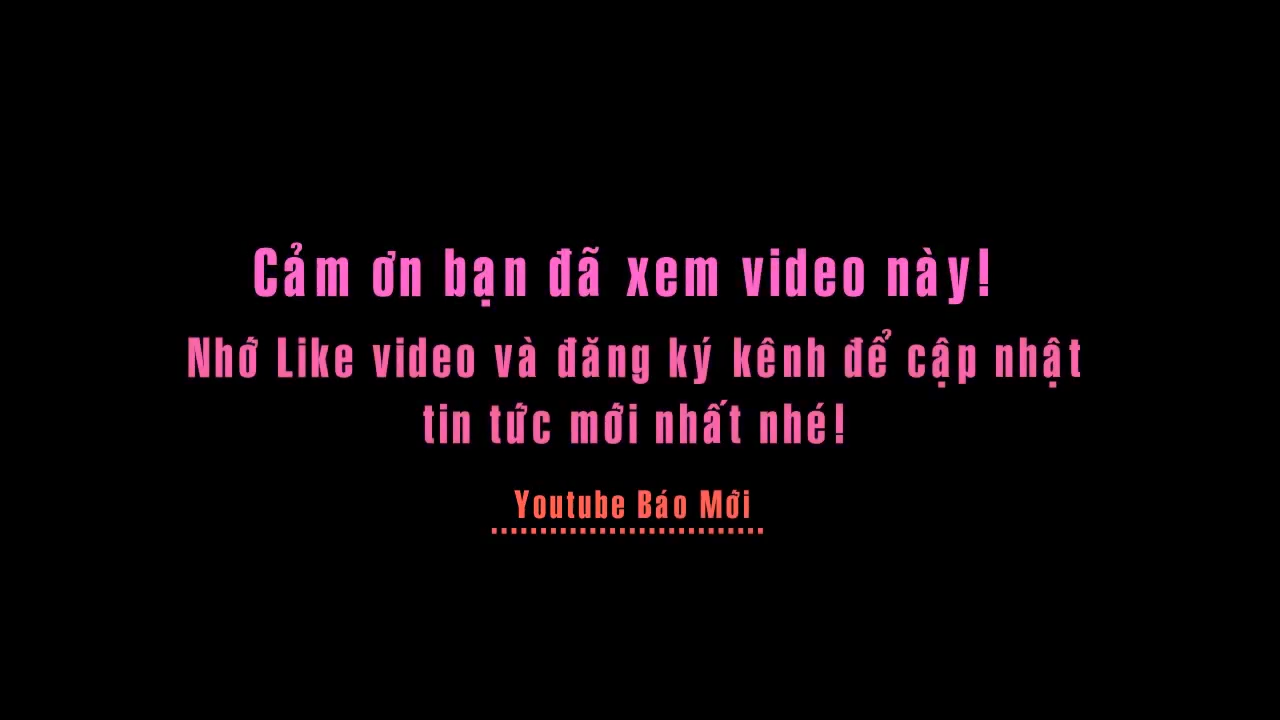 Cảm ơn bạn đã xem video này!
Nhớ Like video và đăng ký kênh để cập nhật
tin tức mới nhất nhé!
Youtube Báo Mới